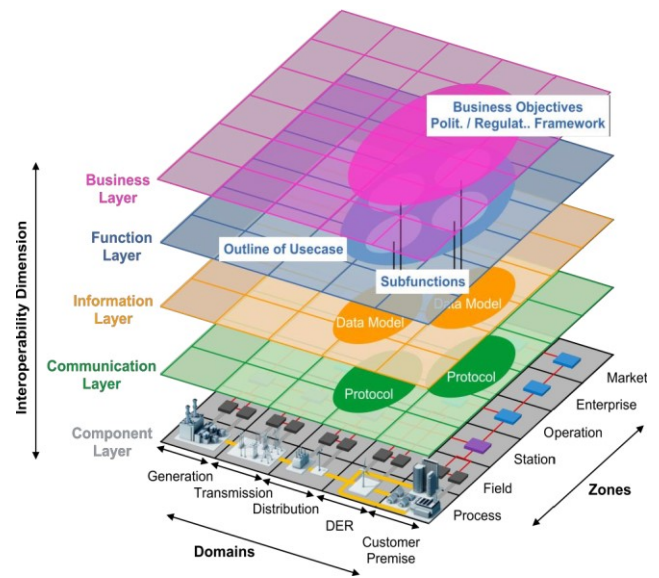 Business Objectives
Polit. / Regulat.. Framework
Interoperability Dimension
Business
Layer
Function
Layer
Outline of Usecase
Subfunctions
Information
Layer
Data Model
Data Model
Communication
Layer
Protocol
Protocol
Component
Layer
Market
Enterprise
Operation
Station
Field
Process
Zones
Generation
Transmission
Distribution
DER
Customer
Premise
Domains